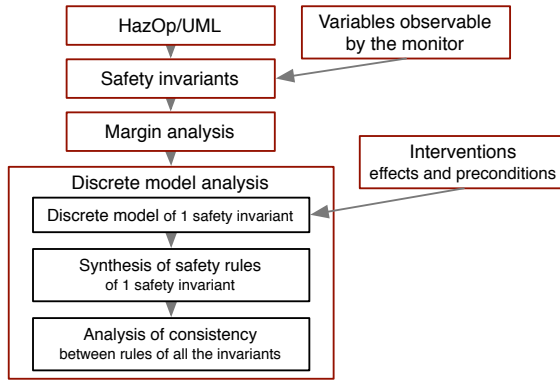 HazOp/UML
Variables observable
by the monitor
Safety invariants
Margin analysis
Interventions
effects and preconditions
Discrete model analysis
Discrete model of 1 safety invariant
Synthesis of safety rules
of 1 safety invariant
Analysis of consistency
between rules of all the invariants